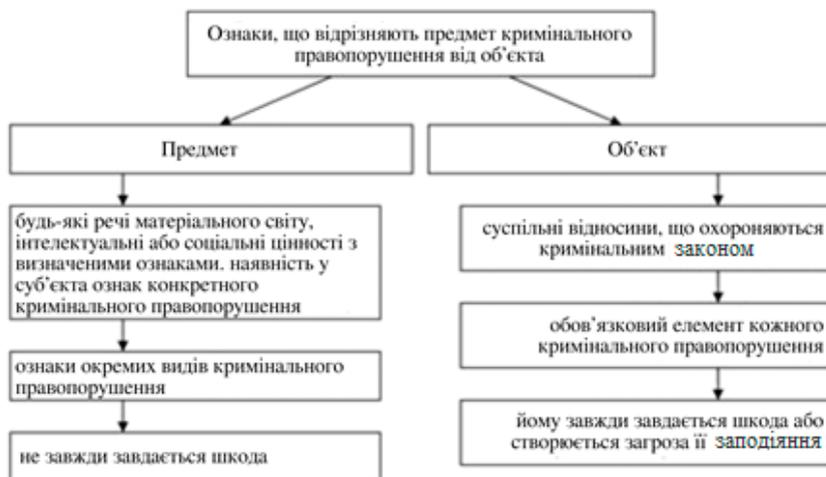 Ознаки, що відрізняють предмет кримінального
правопорушення від об’єкта
Предмет
будь-які речі матеріального світу,
інтелектуальні або соціальні цінності з
визначеними ознаками. наявність у
суб’єкта ознак конкретного
кримінального правопорушення
ознаки окремих видів кримінального
правопорушення
не завжди завдається шкода
Об’єкт
суспільні відносини, що охороняються
кримінальним законом
обов’язковий елемент кожного
кримінального правопорушення
йому завжди завдається шкода або
створюється загроза її заподіяння